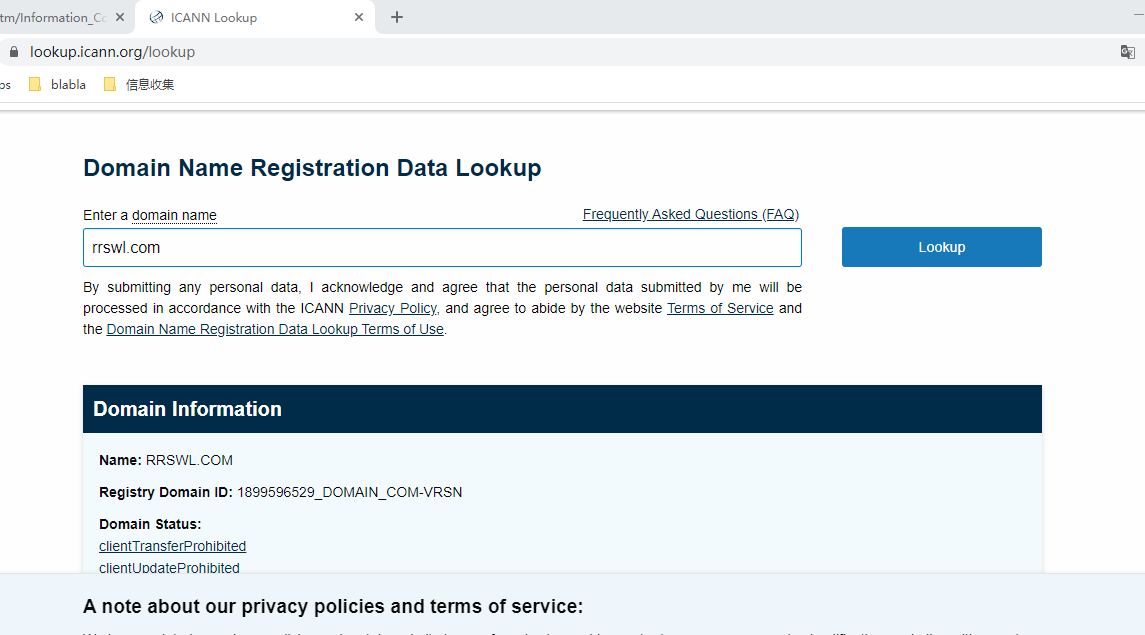 tm/Information_Co
ICANN Lookup
lookup.icann.org/lookup
ps blabla 信息收集
Domain Name Registration Data Lookup
Enter a domain name Frequently Asked Questions (FAQ)
rrswl.com Lookup
By submitting any personal data, I acknowledge and agree that the personal data submitted by me will be
processed in accordance with the ICANN Privacy Policy, and agree to abide by the website Terms of Service and
the Domain Name Registration Data Lookup Terms of Use.
Domain Information
Name: RRSWL.COM
Registry Domain ID: 1899596529_DOMAIN_COM-VRSN
Domain Status:
clientTransferProhibited
clientUpdateProhibited
A note about our privacy policies and terms of service: